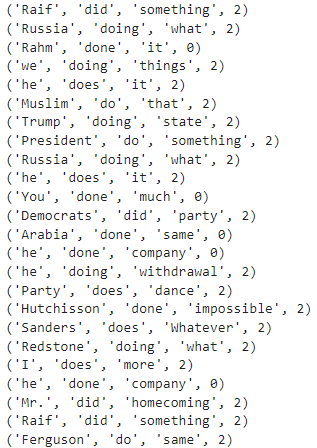 ('Raif', 'did', 'something', 2)
('Russia', 'doing', 'what', 2)
('Rahm', 'done', 'it', 0)
('we', 'doing', 'things', 2)
('he', 'does', 'it', 2)
('Muslim', 'do', 'that', 2)
('Trump', 'doing', 'state', 2)
('President', 'do', 'something', 2)
('Russia', 'doing', 'what', 2)
('he', 'does', 'it', 2)
('You', 'done', 'much', 0)
('Democrats', 'did', 'party', 2)
('Arabia', 'done', 'same', 0)
('he', 'done', 'company', 0)
('he', 'doing', 'withdrawal', 2)
('Party', 'does', 'dance', 2)
('Hutchisson', 'done', 'impossible', 2)
('Sanders', 'does', 'Whatever', 2)
('Redstone', 'doing', 'what', 2)
('I', 'does', 'more', 2)
('he', 'done', 'company', 0)
('Mr.', 'did', 'homecoming', 2)
('Raif', 'did', 'something', 2)
('Ferguson', 'do', 'same', 2)